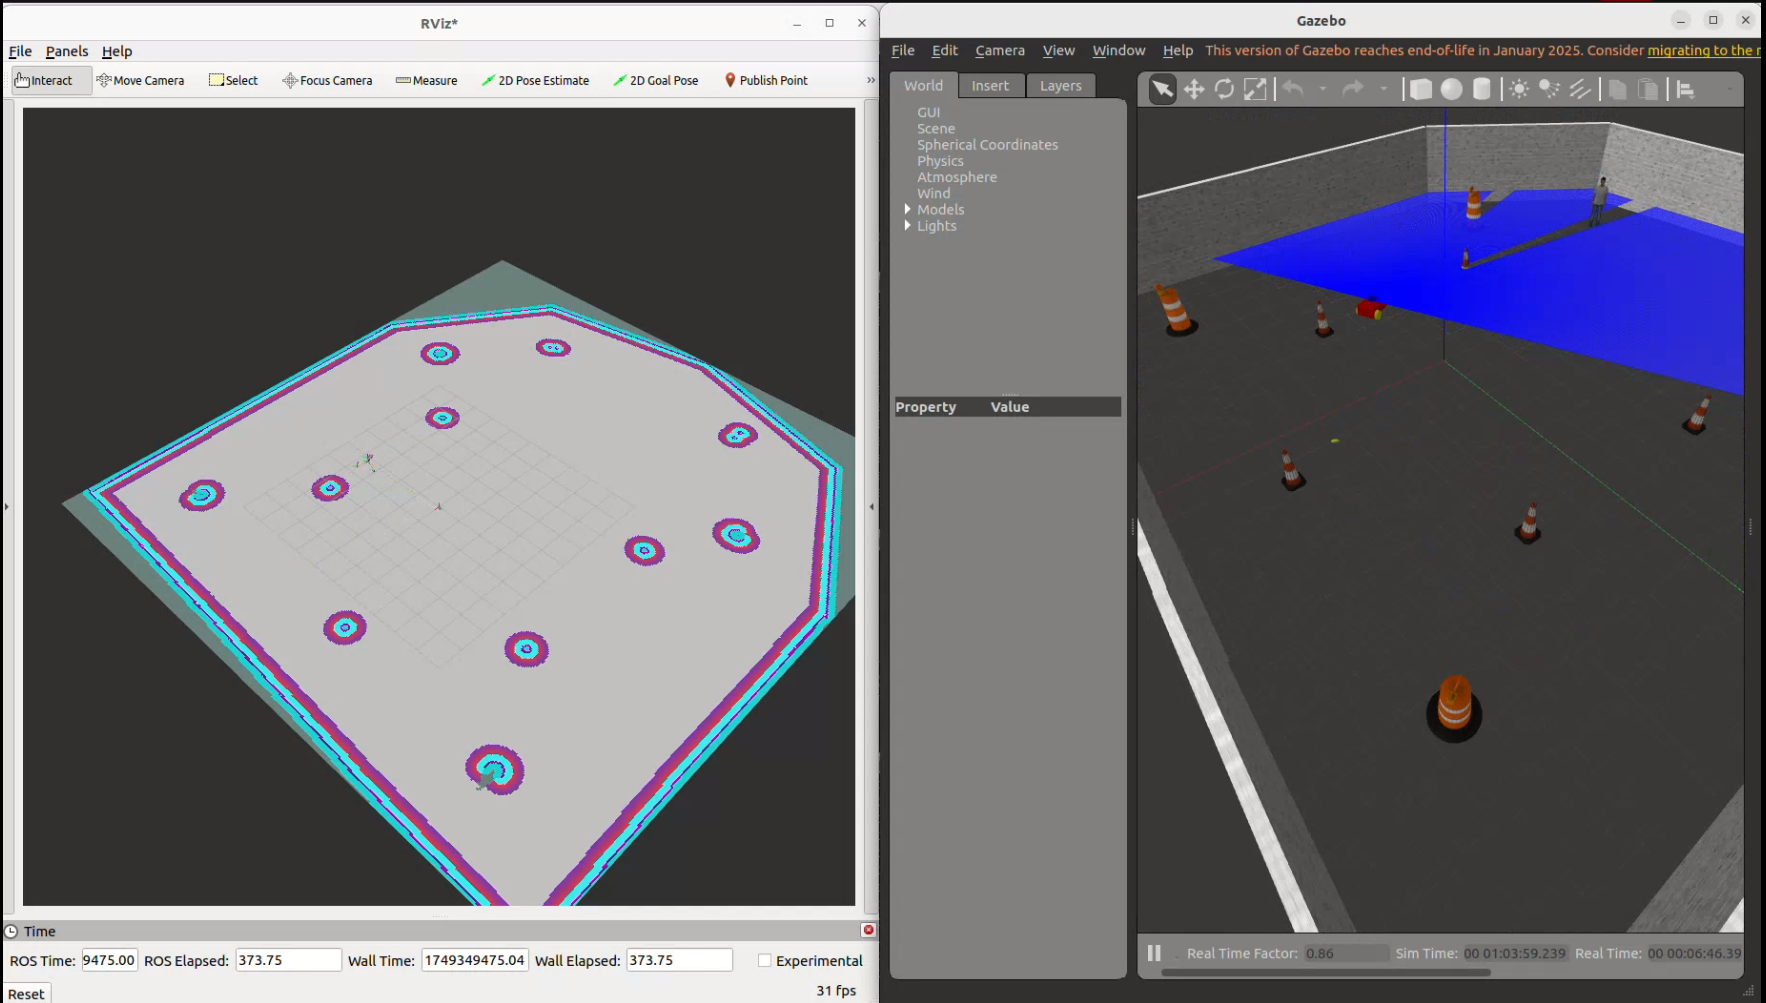 RViz*
File Panels Help
Interact Move Camera Select Focus Camera Measure 2D Pose Estimate 2D Goal Pose Publish Point »
Time
ROS Time: 9475.00 ROS Elapsed: 373.75 Wall Time: 1749349475.04 Wall Elapsed: 373.75 Experimental
Reset 31 fps
Gazebo
File Edit Camera View Window Help This version of Gazebo reaches end-of-life in January 2025. Consider migrating to the
World Insert Layers
GUI
Scene
Spherical Coordinates
Physics
Atmosphere
Wind
Models
Lights
Property Value
Real Time Factor: 0.86 Sim Time: 00 01:03:59.239 Real Time: 00 00:06:46.39